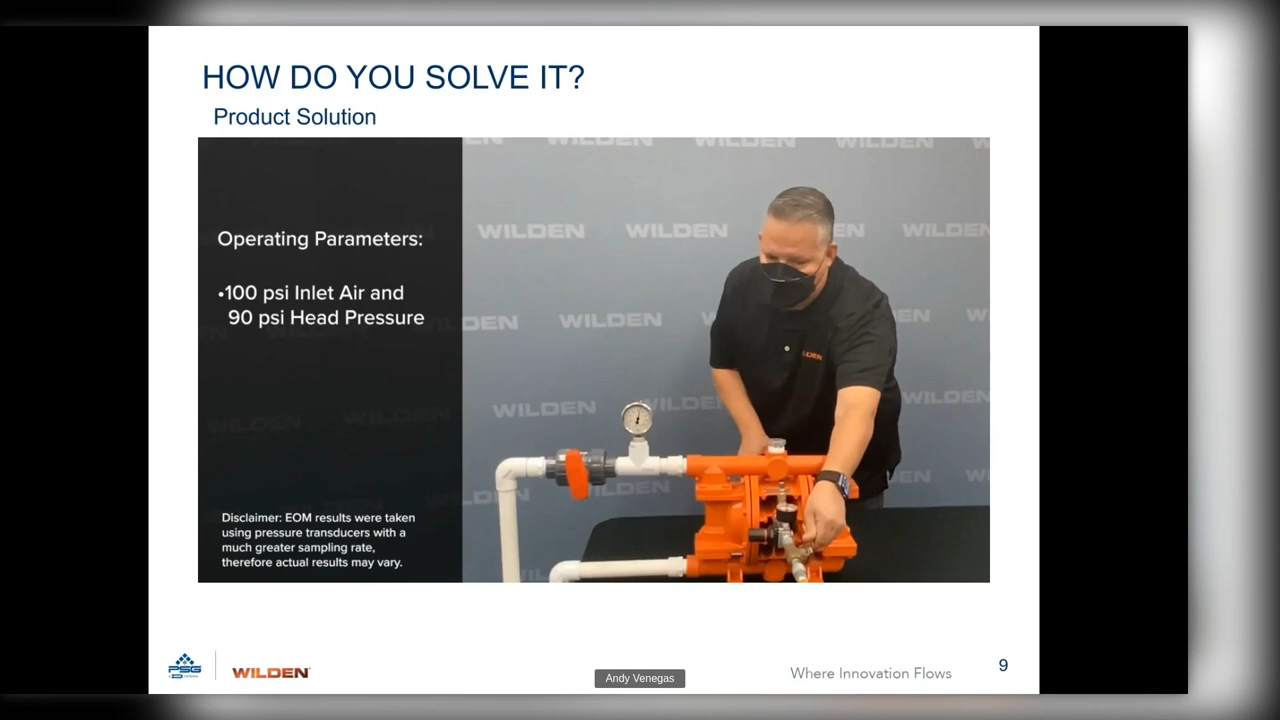 HOW DO YOU SOLVE IT?
Product Solution
Operating Parameters:
•100 psi Inlet Air and
90 psi Head Pressure
Disclaimer: EOM results were taken
using pressure transducers with a
much greater sampling rate,
therefore actual results may vary.
WILDEN WILDEN WILDEN
WILDEN
WILDEN
WILDEN
WILDEN
WILDEN
PSG
WILDEN
Andy Venegas
Where Innovation Flows
9